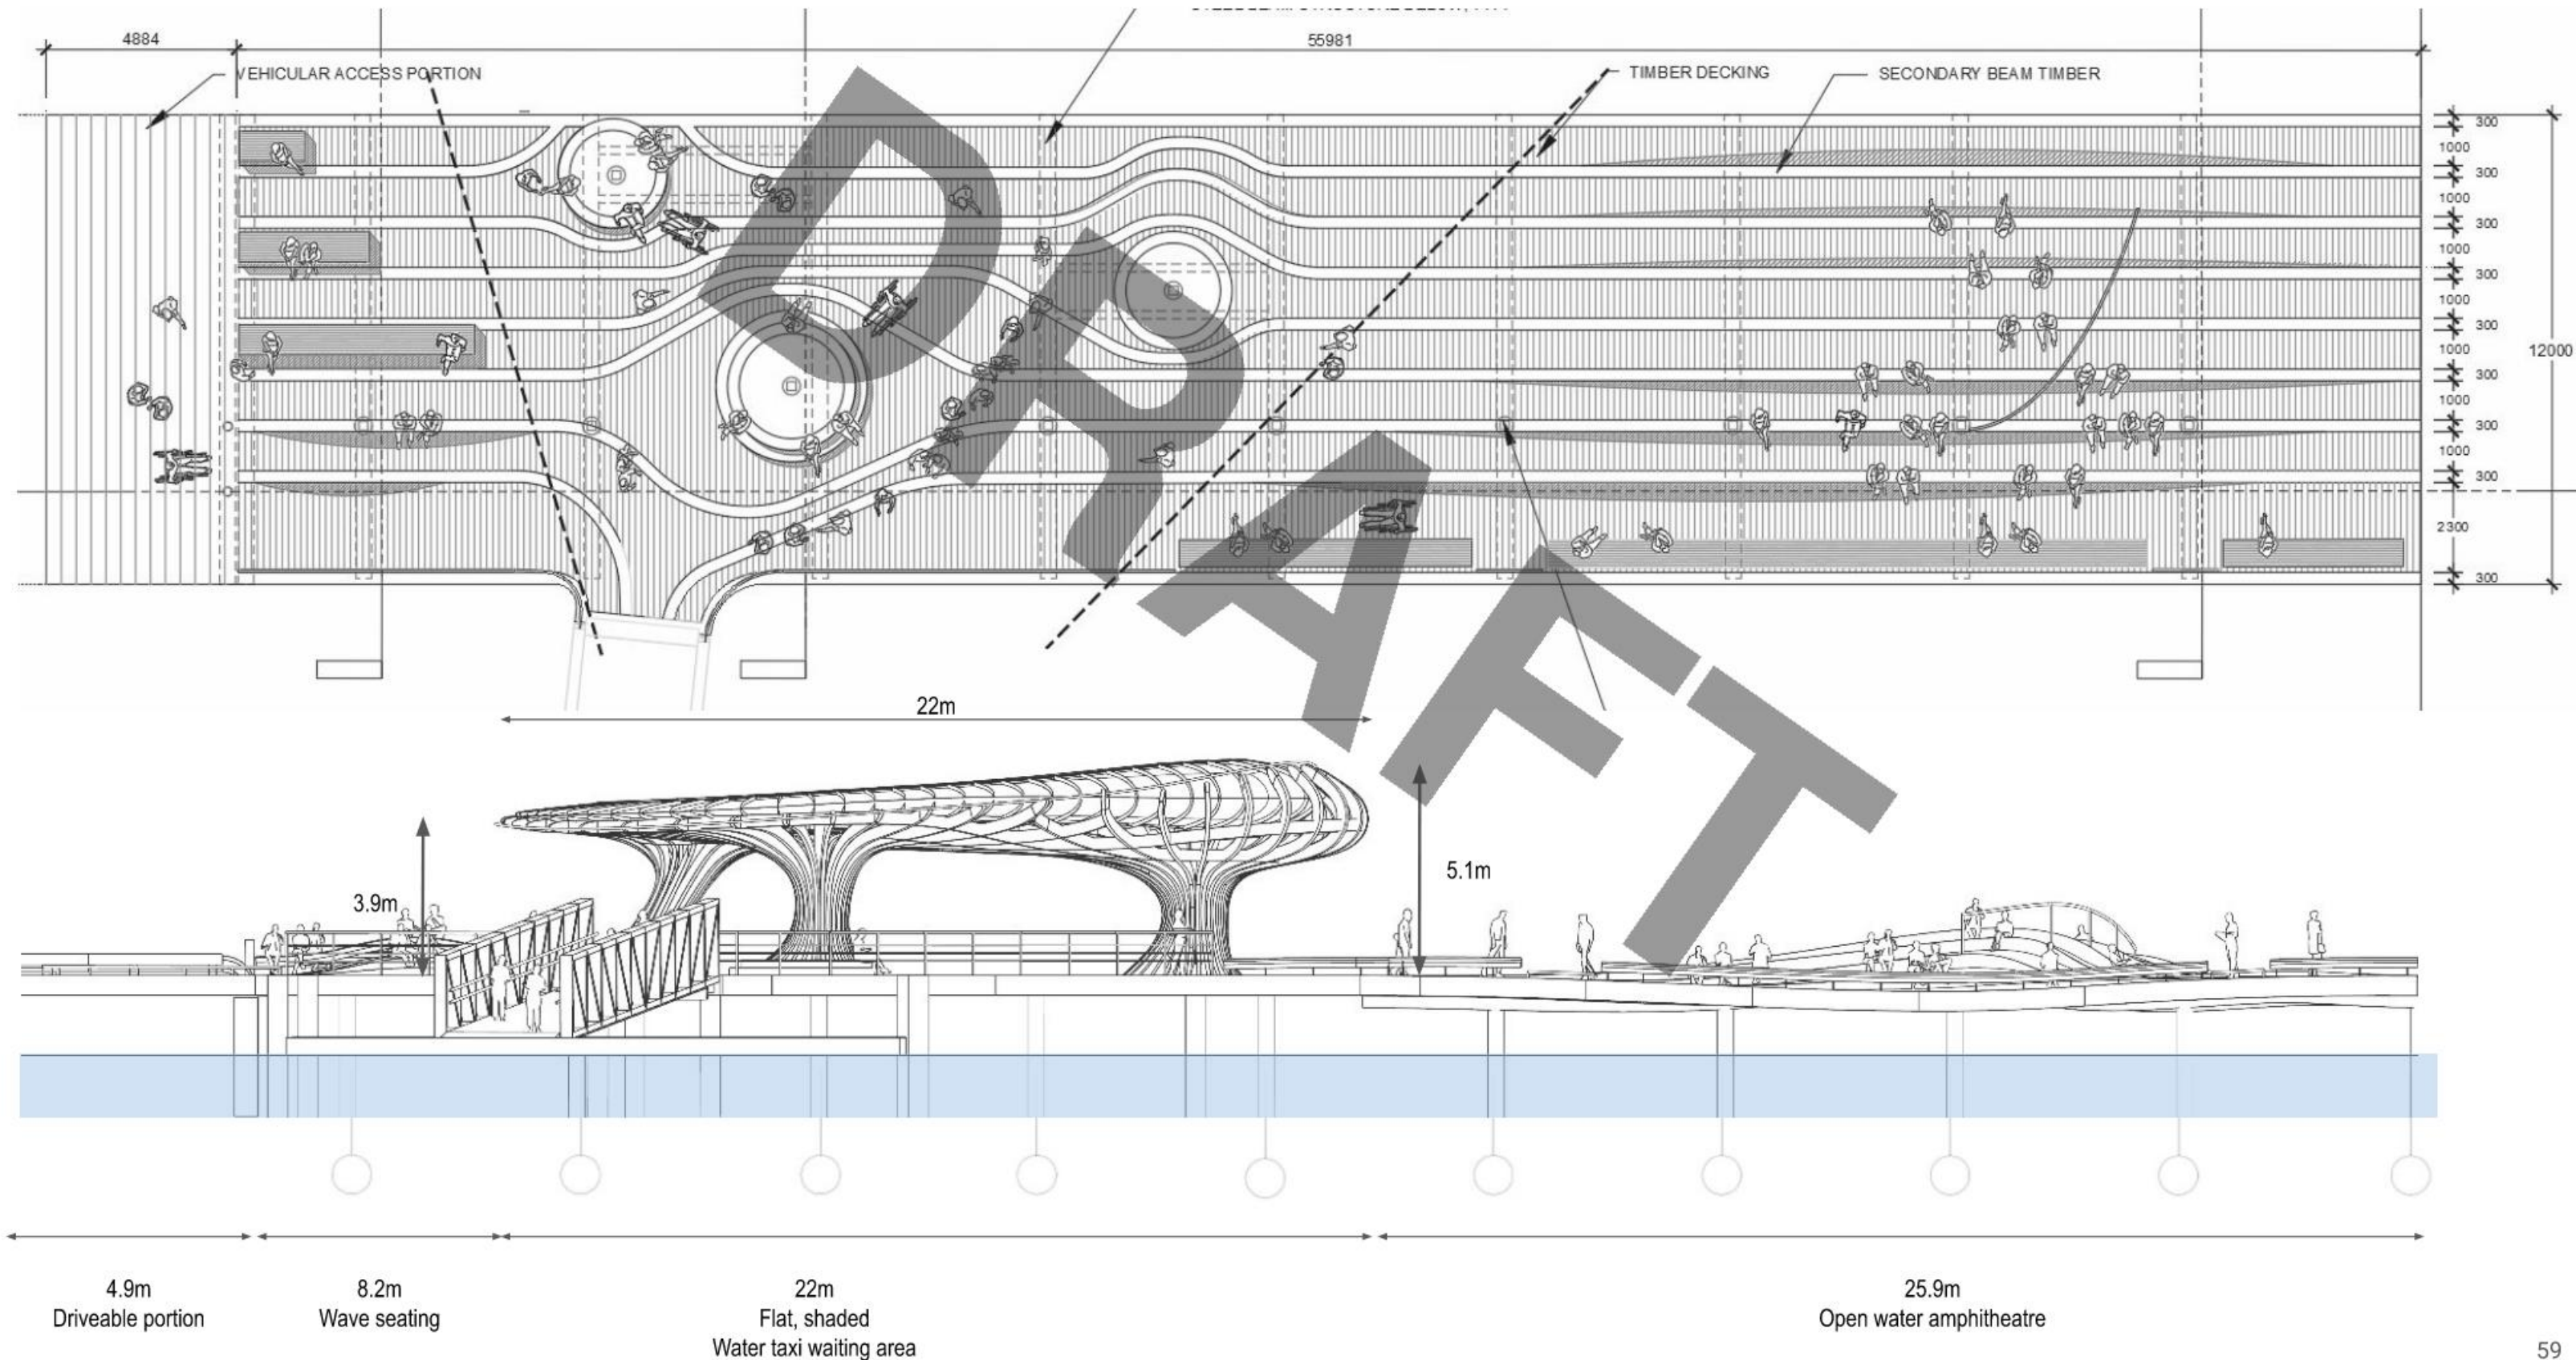 4884
55981
VEHICULAR ACCESS PORTION
TIMBER DECKING
SECONDARY BEAM TIMBER
300
1000
300
1000
300
1000
300
1000
300
1000
300
1000
300
1000
300
2300
300
12000
DRAFT
22m
3.9m
5.1m
4.9m
Driveable portion
8.2m
Wave seating
22m
Flat, shaded
Water taxi waiting area
25.9m
Open water amphitheatre
59